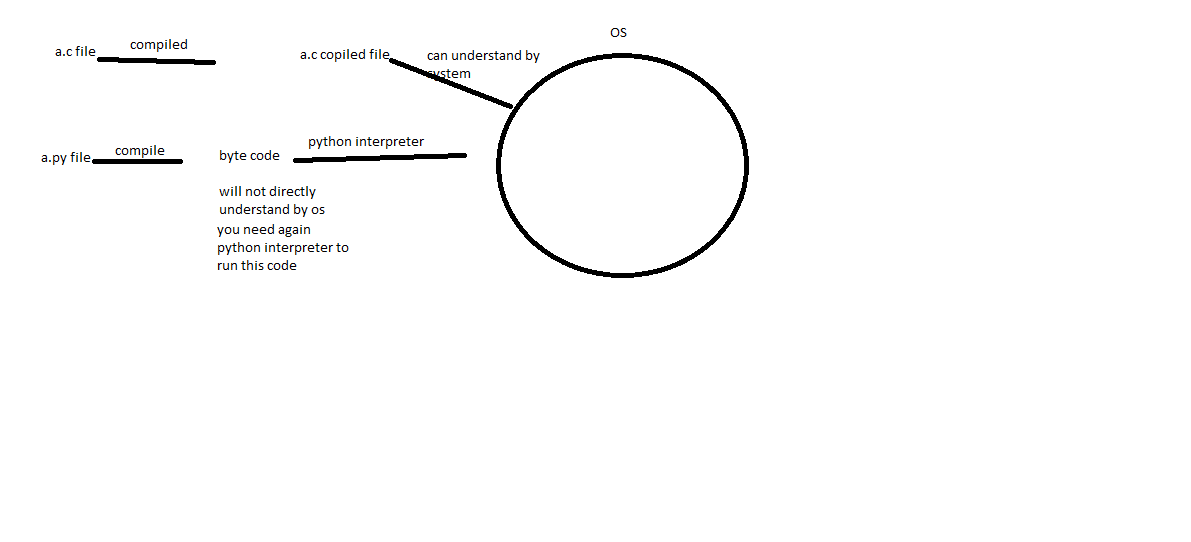 OS
a.c file
compiled
a.c copiled file
can understand by
system
a.py file
compile
byte code
python interpreter
will not directly
understand by os
you need again
python interpreter to
run this code